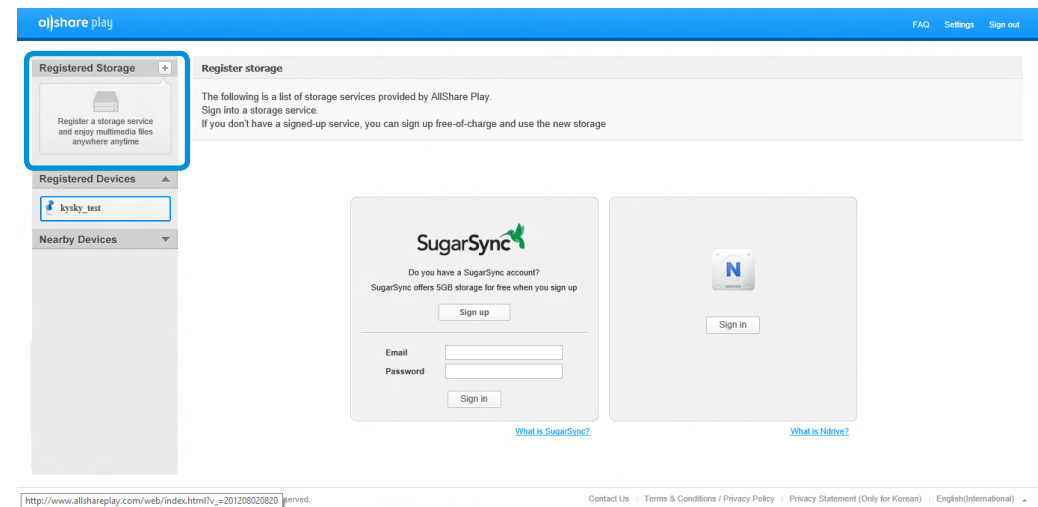 allshare play
FAQ Settings Sign out
Registered Storage +
Register a storage service
and enjoy multimedia files
anywhere anytime
Registered Devices
kysky_test
Nearby Devices
Register storage
The following is a list of storage services provided by AllShare Play.
Sign into a storage service.
If you don't have a signed-up service, you can sign up free-of-charge and use the new storage
SugarSync
Do you have a SugarSync account?
SugarSync offers 5GB storage for free when you sign up
Sign up
Email
Password
Sign in
What is SugarSync?
N
Sign in
What is Ndrive?
http://www.allshareplay.com/web/index.html?v_=201208020820 served.
Contact Us | Terms & Conditions / Privacy Policy | Privacy Statement (Only for Korean) | English(International)